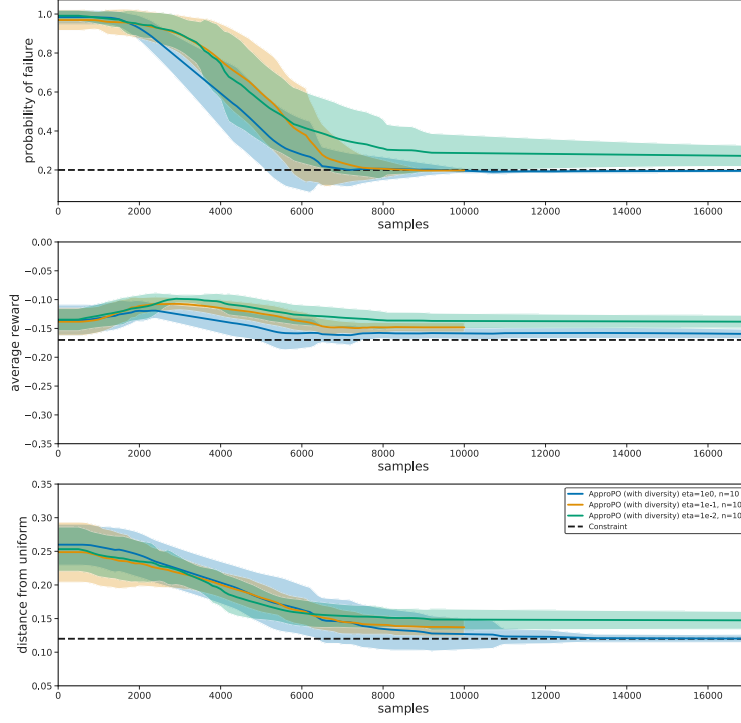 1.0
0.8
0.6
0.4
0.2
probability of failure
0 2000 4000 6000 8000 10000 12000 14000 16000
samples
0.00
−0.05
−0.10
−0.15
−0.20
−0.25
−0.30
−0.35
average reward
0 2000 4000 6000 8000 10000 12000 14000 16000
samples
0.35
0.30
0.25
0.20
0.15
0.10
0.05
distance from uniform
ApproPO (with diversity) eta=1e0, n=10
ApproPO (with diversity) eta=1e-1, n=10
ApproPO (with diversity) eta=1e-2, n=10
Constraint
0 2000 4000 6000 8000 10000 12000 14000 16000
samples